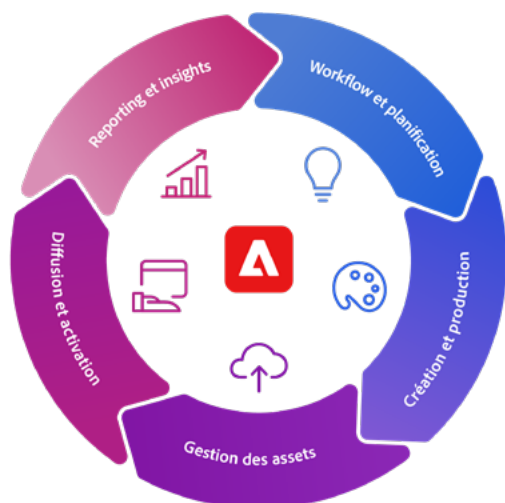 Workflow et planification
Création et production
Gestion des assets
Diffusion et activation
Reporting et insights